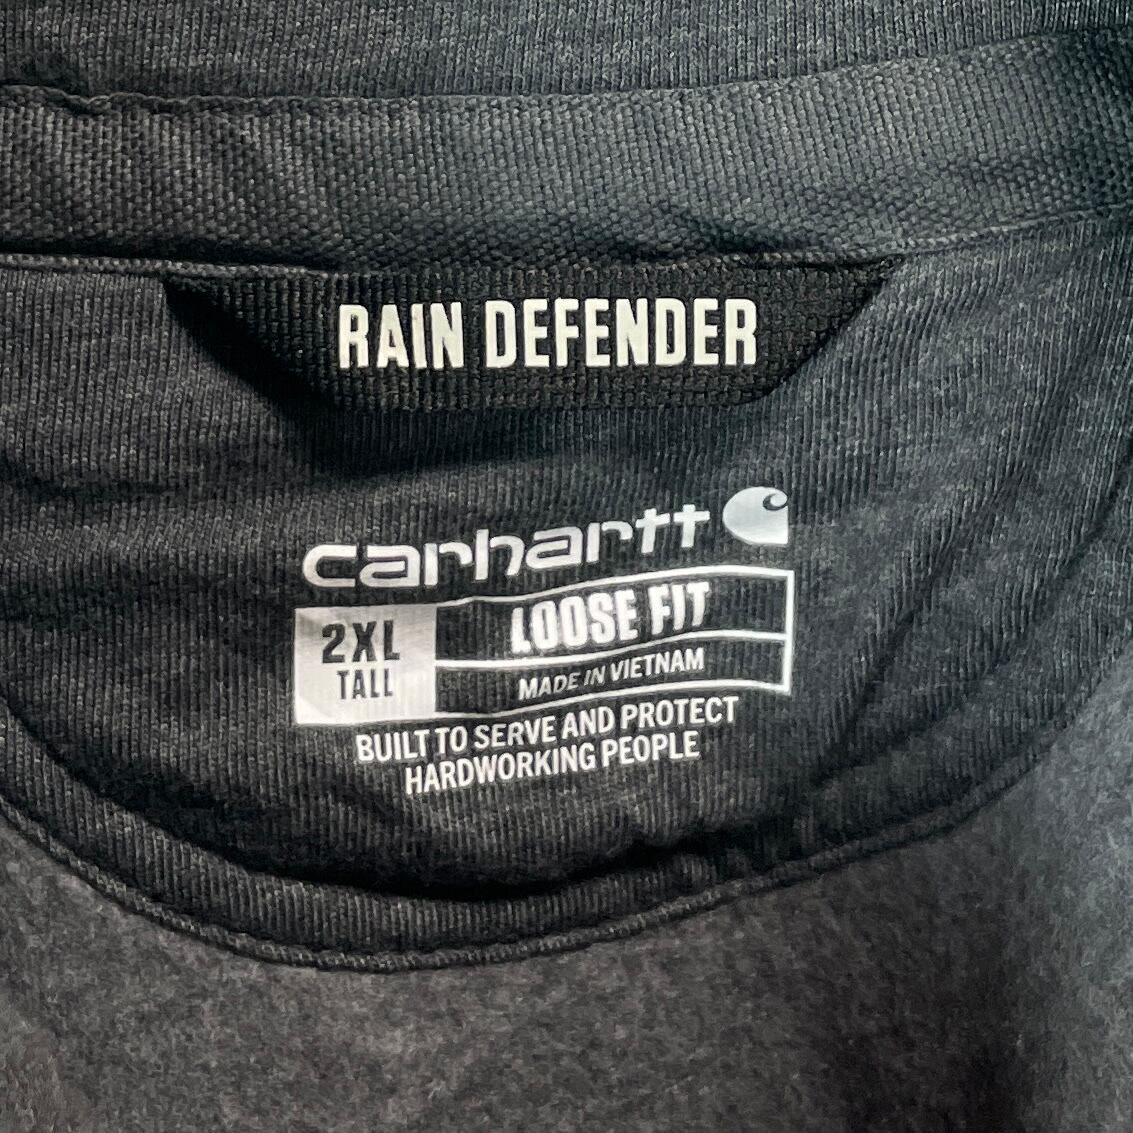 RAIN DEFENDER
carhartt
2XL
TALL
LOOSE FIT
MADE IN VIETNAM
BUILT TO SERVE AND PROTECT
HARDWORKING PEOPLE